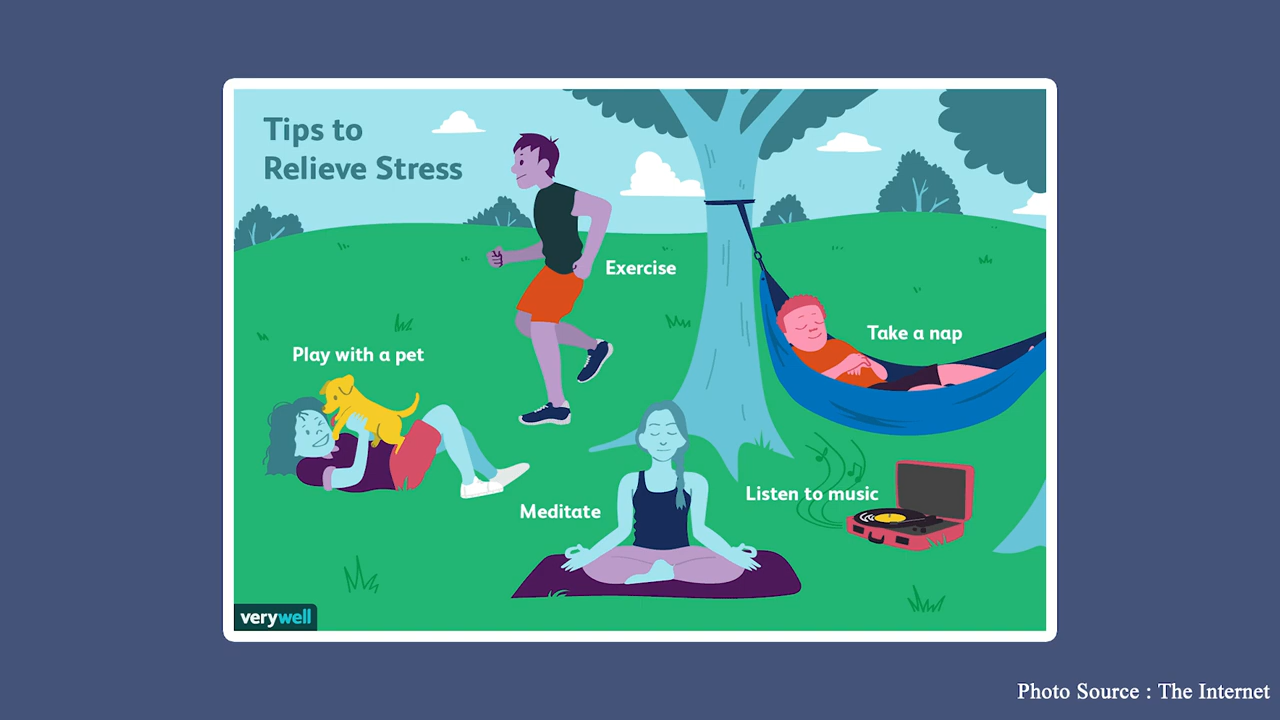 Tips to
Relieve Stress
Exercise
Take a nap
Play with a pet
Listen to music
Meditate
verywell
Photo Source : The Internet